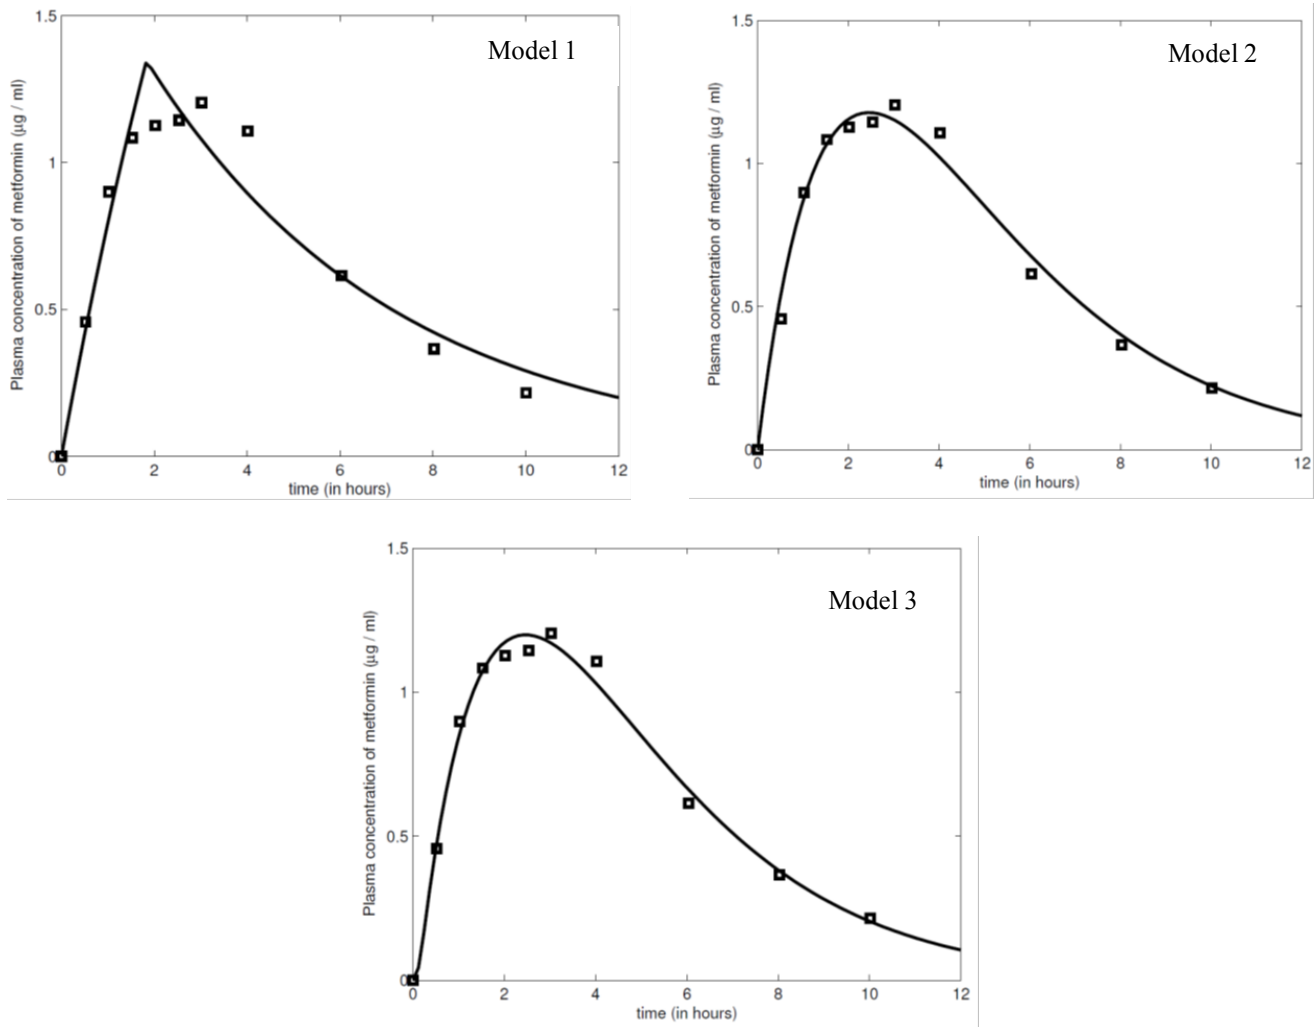 Model 1
Plasma concentration of metformin (μg / ml)
1.5
1
0.5
0
0 2 4 6 8 10 12
time (in hours)
Model 2
Plasma concentration of metformin (μg / ml)
1.5
1
0.5
0
0 2 4 6 8 10 12
time (in hours)
Model 3
Plasma concentration of metformin (μg / ml)
1.5
1
0.5
0
0 2 4 6 8 10 12
time (in hours)